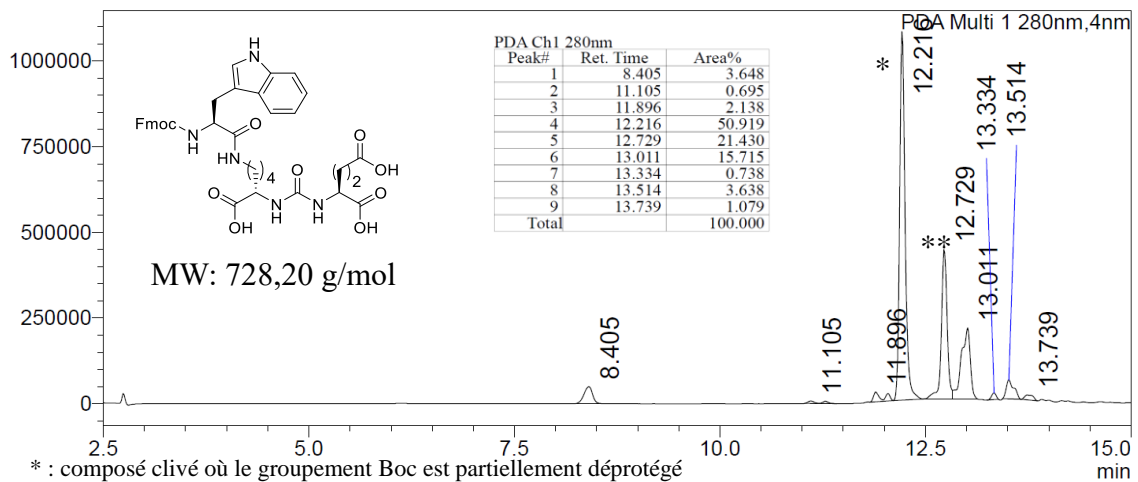 PDA Multi 1 280nm,4nm
1000000
750000
500000
250000
0
PDA Ch1 280nm
Peak# Ret. Time Area%
1 8.405 3.648
2 11.105 0.695
3 11.896 2.138
4 12.216 50.919
5 12.729 21.430
6 13.011 15.715
7 13.334 0.738
8 13.514 3.638
9 13.739 1.079
Total 100.000
H
N
Fmoc
N
H
O
N
H
4
O
OH
N
H
O
N
H
2
O
OH
O
OH
MW: 728,20 g/mol
*
**
8.405
11.105
11.896
12.216
12.729
13.011
13.334
13.514
13.739
2.5 5.0 7.5 10.0 12.5 15.0
min
* : composé clivé où le groupement Boc est partiellement déprotégé